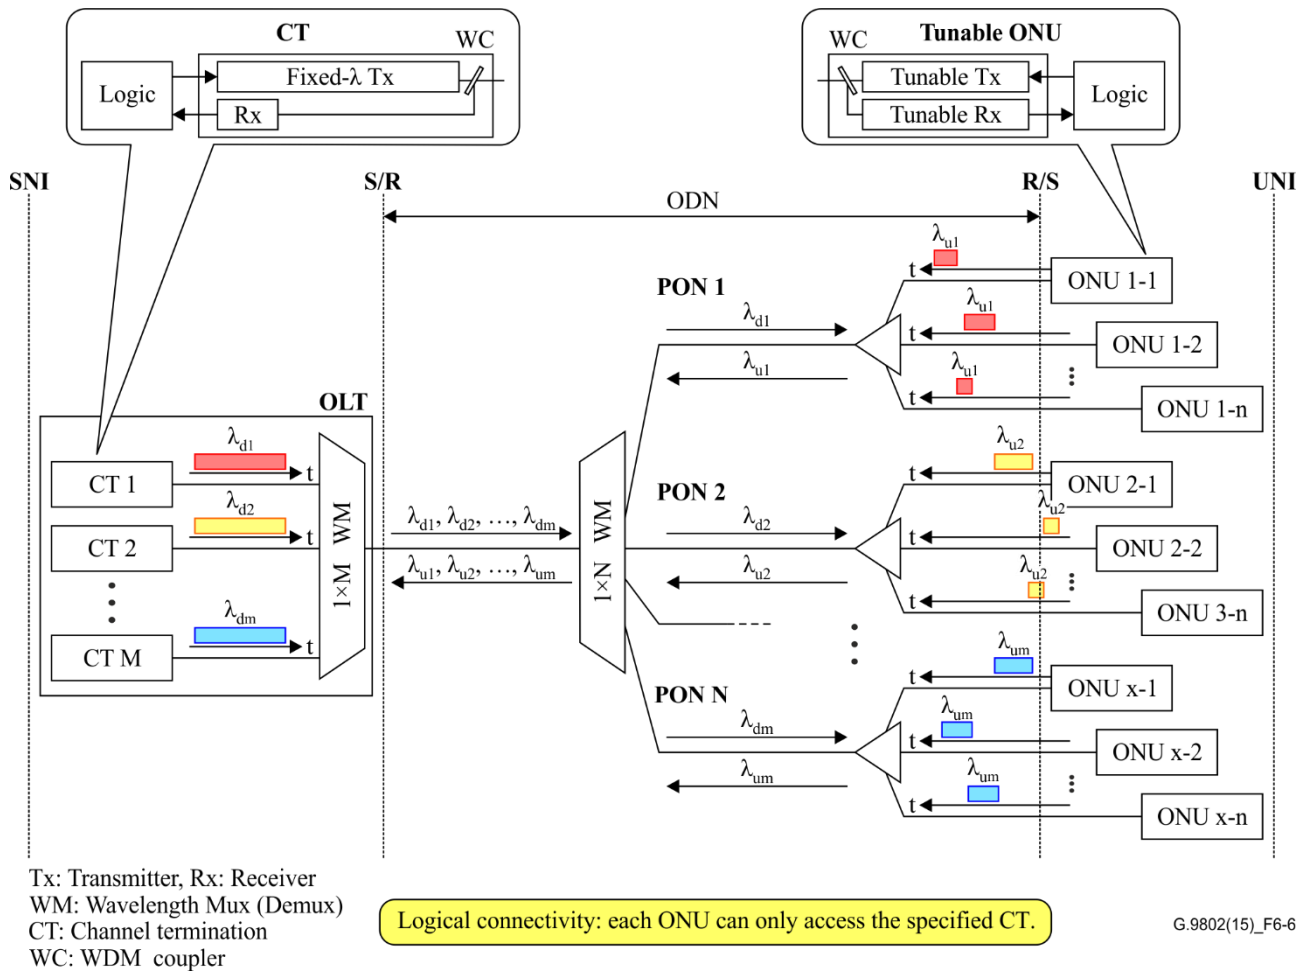 CT
WC
Logic
Fixed-λ Tx
Rx
Tunable ONU
WC
Tunable Tx
Tunable Rx
Logic
SNI
S/R
R/S
UNI
ODN
OLT
CT 1
CT 2
CT M
λd1
t
λd2
t
λdm
t
1×M WM
λd1, λd2, …, λdm
λu1, λu2, …, λum
1×N WM
PON 1
λd1
λu1
t
λu1
ONU 1-1
t
λu1
ONU 1-2
t
λu1
ONU 1-n
PON 2
λd2
λu2
t
λu2
ONU 2-1
t
λu2
ONU 2-2
t
λu2
ONU 3-n
PON N
λdm
λum
t
λum
ONU x-1
t
λum
ONU x-2
t
λum
ONU x-n
Tx: Transmitter, Rx: Receiver
WM: Wavelength Mux (Demux)
CT: Channel termination
WC: WDM coupler
Logical connectivity: each ONU can only access the specified CT.
G.9802(15)_F6-6